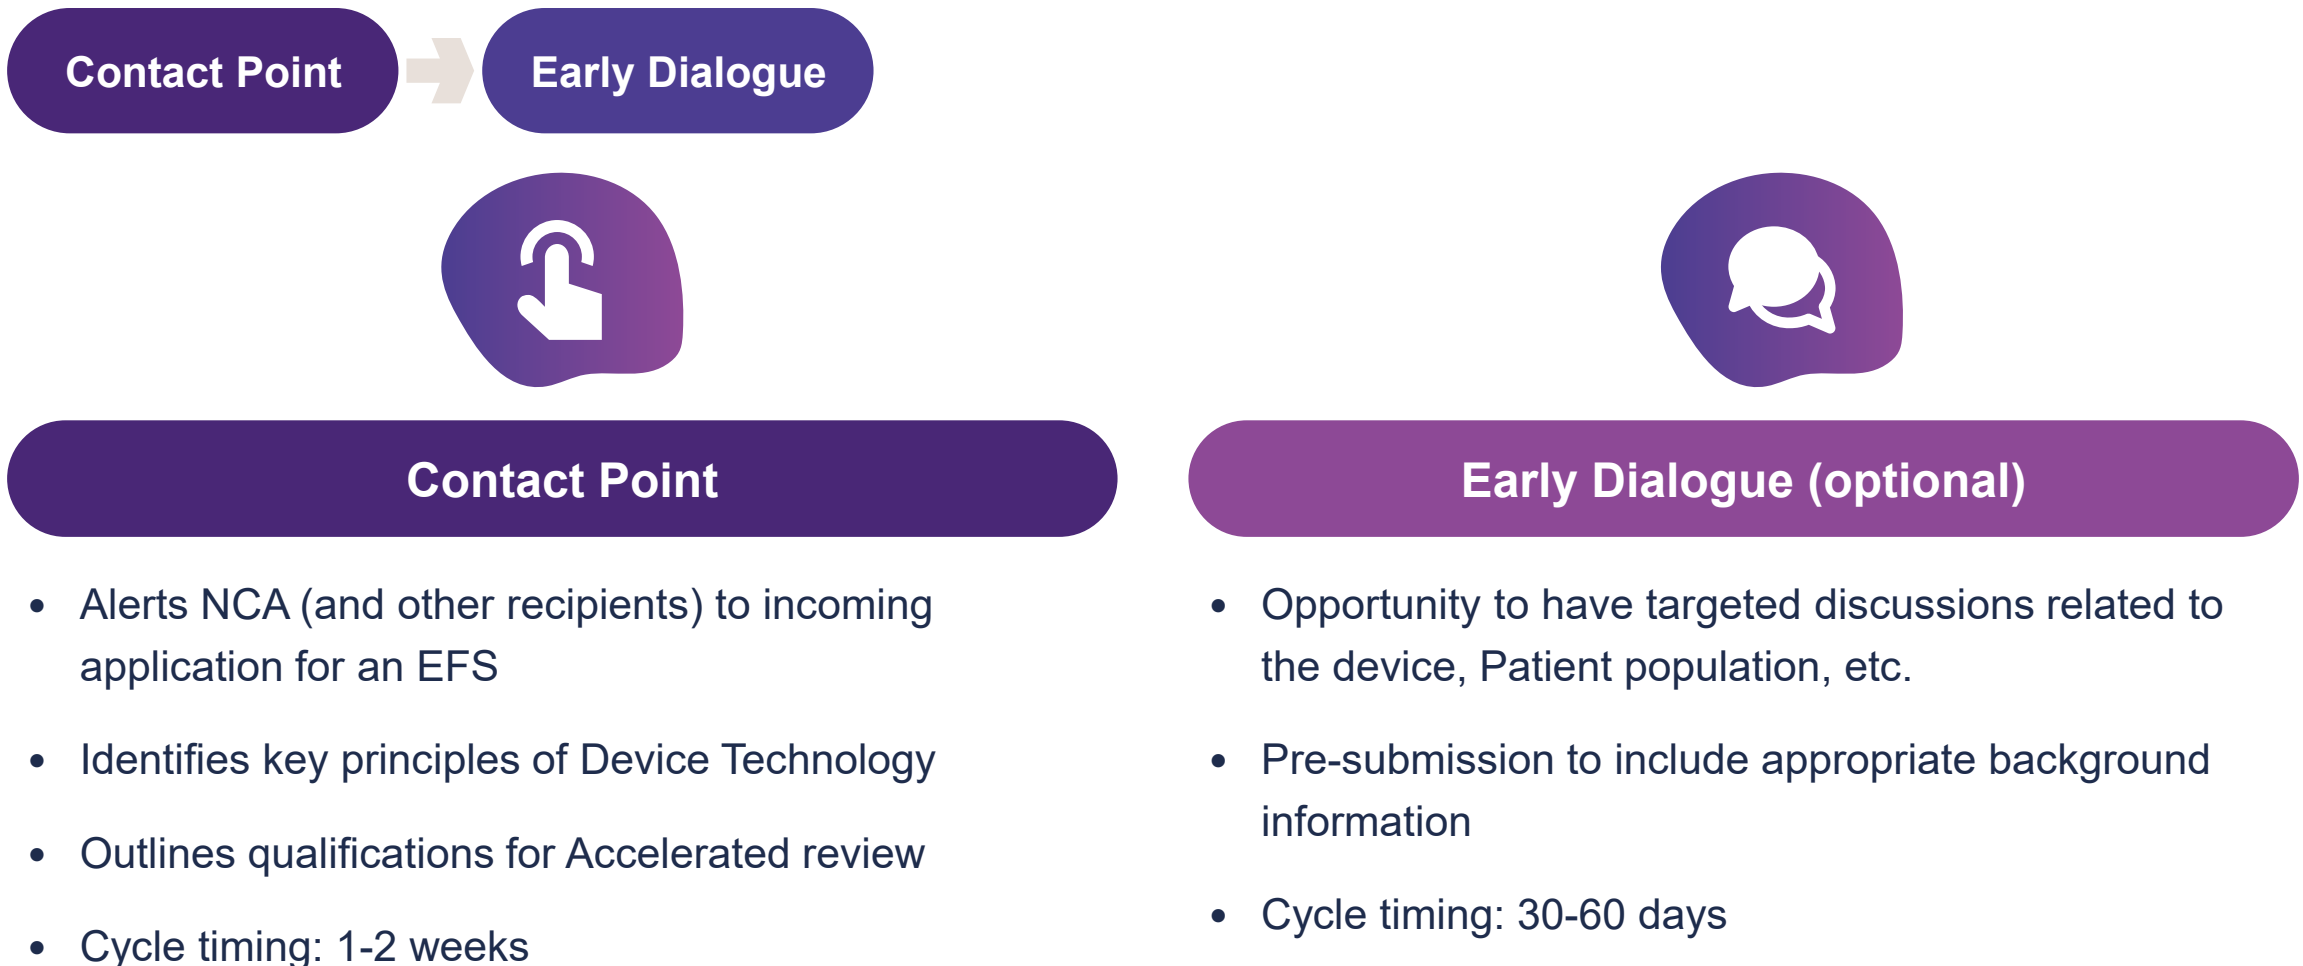 Contact Point
Early Dialogue
Contact Point
• Alerts NCA (and other recipients) to incoming
application for an EFS
• Identifies key principles of Device Technology
• Outlines qualifications for Accelerated review
• Cycle timing: 1-2 weeks
Early Dialogue (optional)
• Opportunity to have targeted discussions related to
the device, Patient population, etc.
• Pre-submission to include appropriate background
information
• Cycle timing: 30-60 days